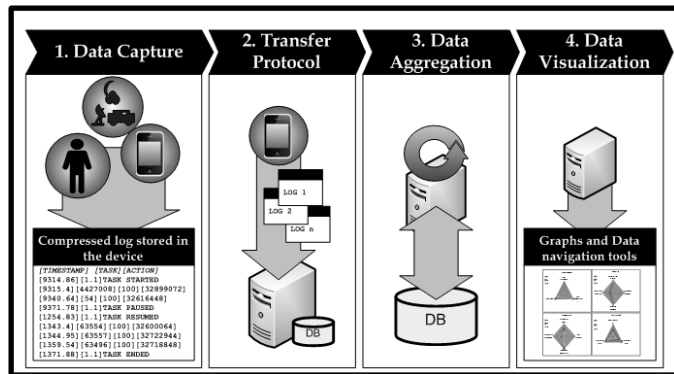 1. Data Capture
2. Transfer
Protocol
3. Data
Aggregation
4. Data
Visualization
Compressed log stored in
the device
[TIMESTAMP] [TASK][ACTION]
[9314.86][1.1]TASK STARTED
[9315.4][4427008][100][32899072]
[9340.64][54][100][32616448]
[9371.78][1.1]TASK PAUSED
[1254.83][1.1]TASK RESUMED
[1343.4][63554][100][32600064]
[1344.95][63557][100][32722944]
[1359.54][63496][100][32718848]
[1371.88][1.1]TASK ENDED
LOG 1
LOG 2
LOG n
DB
DB
Graphs and Data
navigation tools